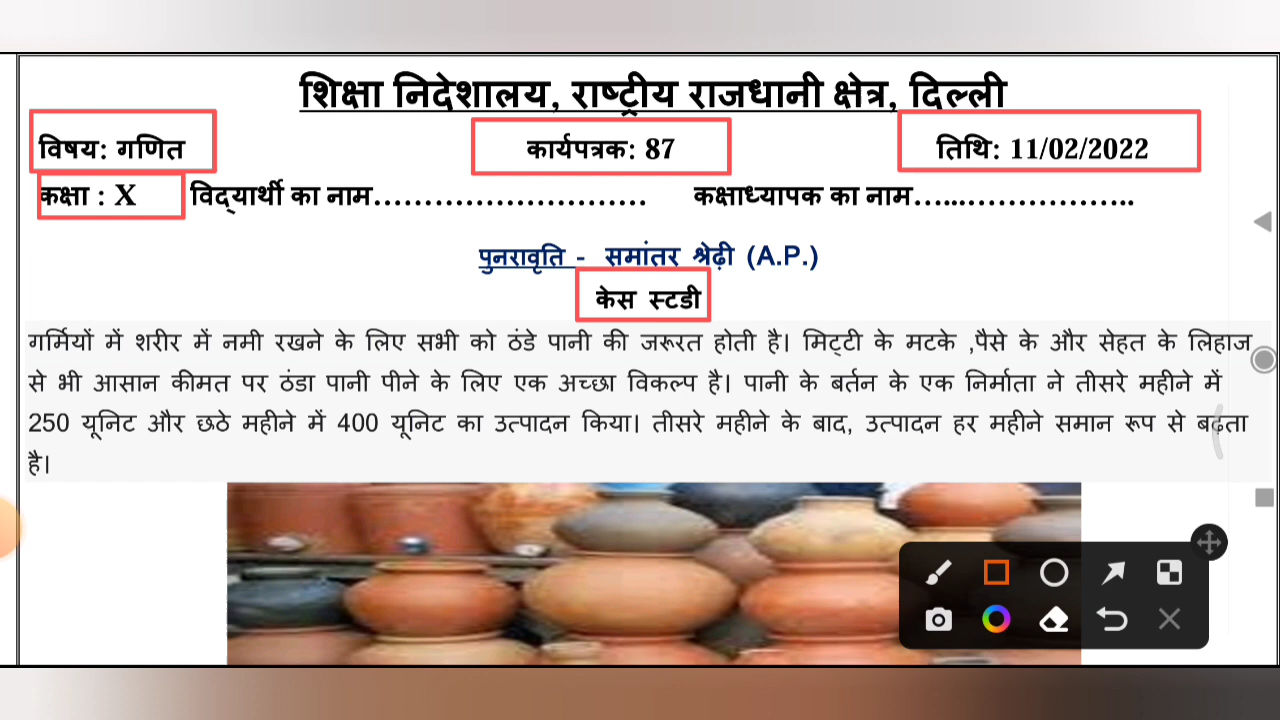 शिक्षा निदेशालय, राष्ट्रीय राजधानी क्षेत्र, दिल्ली
विषय: गणित कार्यपत्रक: 87 तिथि: 11/02/2022
कक्षा : X विद्यार्थी का नाम……………………… कक्षाध्यापक का नाम…...……………..
पुनरावृति - समांतर श्रेढ़ी (A.P.)
केस स्टडी
गर्मियों में शरीर में नमी रखने के लिए सभी को ठंडे पानी की जरूरत होती है। मिट्टी के मटके ,पैसे के और सेहत के लिहाज
से भी आसान कीमत पर ठंडा पानी पीने के लिए एक अच्छा विकल्प है। पानी के बर्तन के एक निर्माता ने तीसरे महीने में
250 यूनिट और छठे महीने में 400 यूनिट का उत्पादन किया। तीसरे महीने के बाद, उत्पादन हर महीने समान रूप से बढ़ता
है।